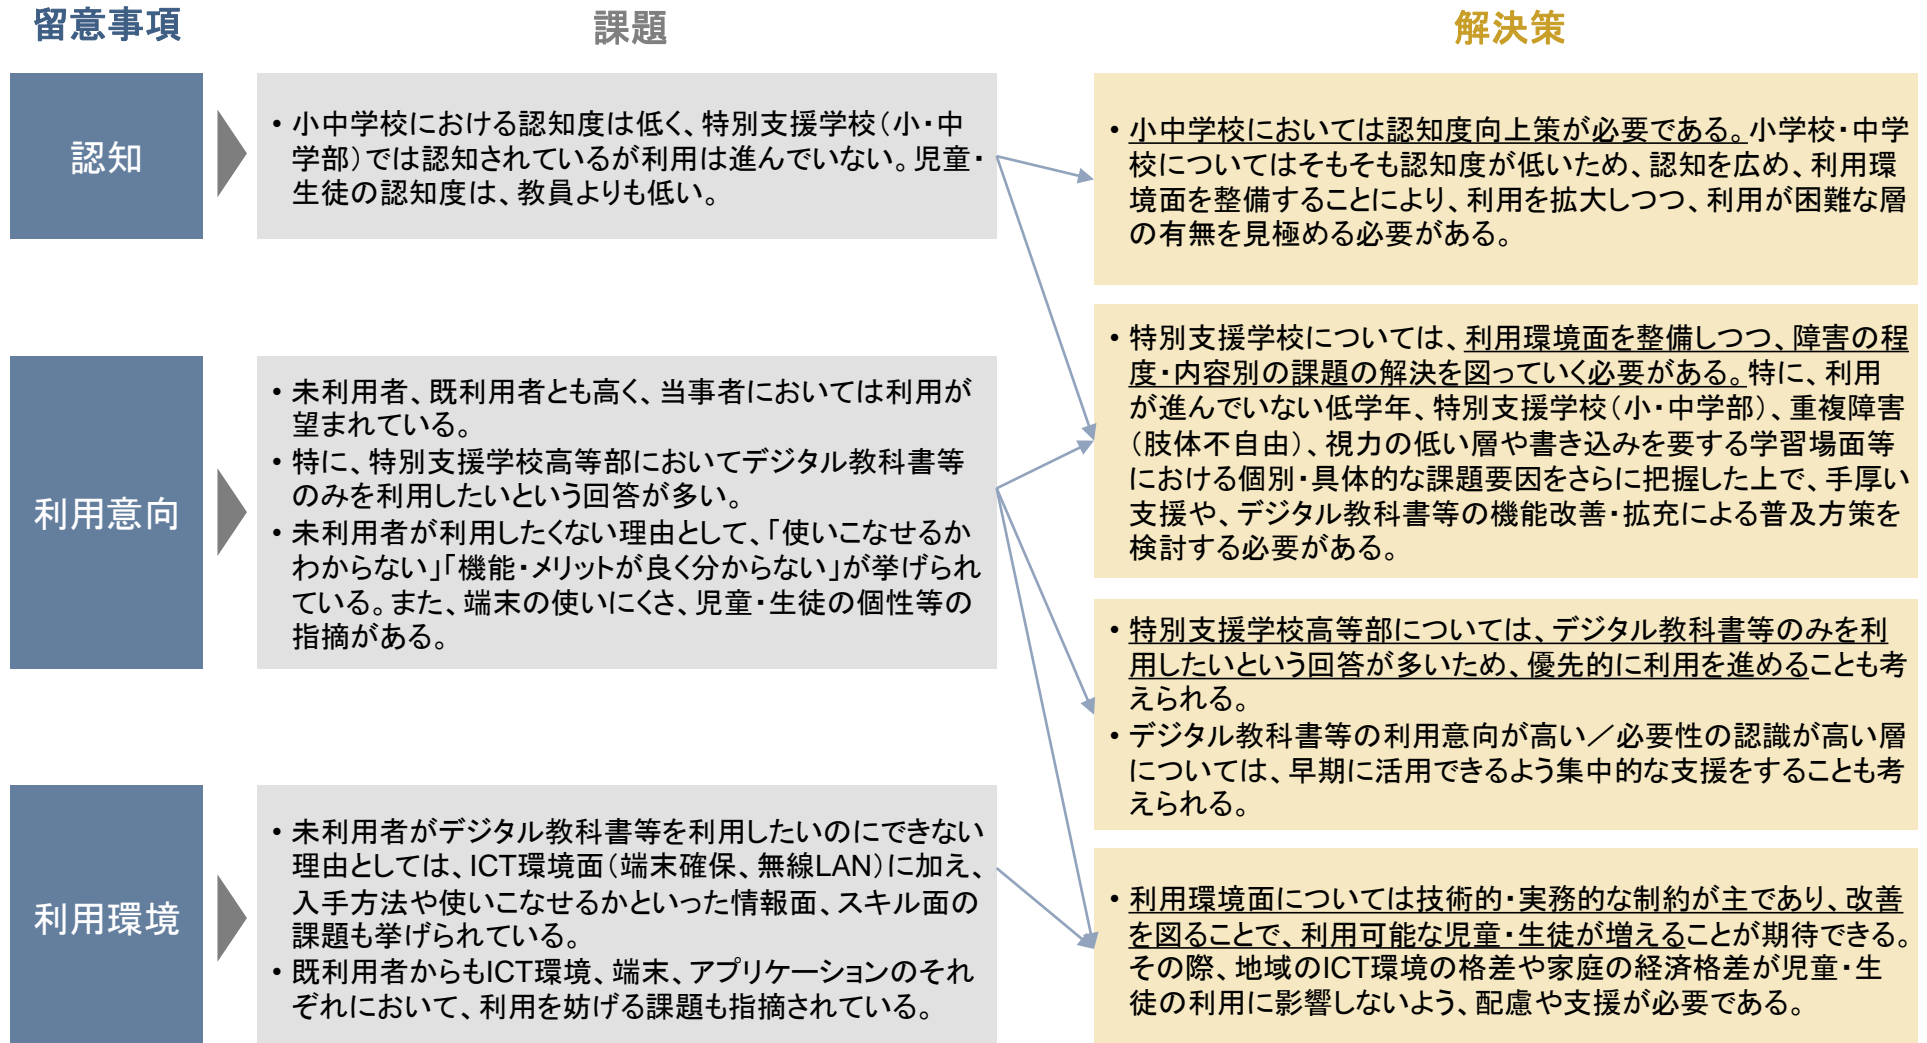 留意事項
課題
解決策
認知
• 小中学校における認知度は低く、特別支援学校（小・中
学部）では認知されているが利用は進んでいない。児童・
生徒の認知度は、教員よりも低い。
• 小中学校においては認知度向上策が必要である。小学校・中学
校についてはそもそも認知度が低いため、認知を広め、利用環
境面を整備することにより、利用を拡大しつつ、利用が困難な層
の有無を見極める必要がある。
利用意向
• 未利用者、既利用者とも高く、当事者においては利用が
望まれている。
• 特に、特別支援学校高等部においてデジタル教科書等
のみを利用したいという回答が多い。
• 未利用者が利用したくない理由として、「使いこなせるか
わからない」「機能・メリットが良く分からない」が挙げられ
ている。また、端末の使いにくさ、児童・生徒の個性等の
指摘がある。
• 特別支援学校については、利用環境面を整備しつつ、障害の程
度・内容別の課題の解決を図っていく必要がある。特に、利用
が進んでいない低学年、特別支援学校（小・中学部）、重複障害
（肢体不自由）、視力の低い層や書き込みを要する学習場面等
における個別・具体的な課題要因をさらに把握した上で、手厚い
支援や、デジタル教科書等の機能改善・拡充による普及方策を
検討する必要がある。
• 特別支援学校高等部については、デジタル教科書等のみを利
用したいという回答が多いため、優先的に利用を進めることも考
えられる。
• デジタル教科書等の利用意向が高い／必要性の認識が高い層
については、早期に活用できるよう集中的な支援をすることも考
えられる。
利用環境
• 未利用者がデジタル教科書等を利用したいのにできない
理由としては、ICT環境面（端末確保、無線LAN）に加え、
入手方法や使いこなせるかといった情報面、スキル面の
課題も挙げられている。
• 既利用者からもICT環境、端末、アプリケーションのそれ
ぞれにおいて、利用を妨げる課題も指摘されている。
• 利用環境面については技術的・実務的な制約が主であり、改善
を図ることで、利用可能な児童・生徒が増えることが期待できる。
その際、地域のICT環境の格差や家庭の経済格差が児童・生
徒の利用に影響しないよう、配慮や支援が必要である。